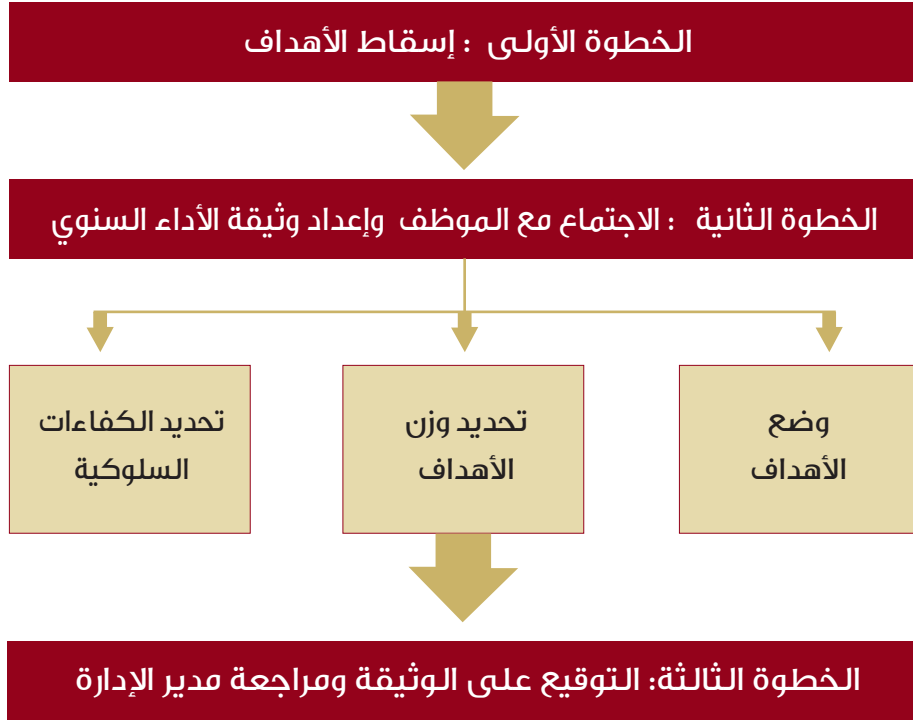 الخطوة الأولى : إسقاط الأهداف
الخطوة الثانية : الاجتماع مع الموظف وإعداد وثيقة الأداء السنوي
وضع
الأهداف
تحديد وزن
الأهداف
تحديد الكفاءات
السلوكية
الخطوة الثالثة: التوقيع على الوثيقة ومراجعة مدير الإدارة